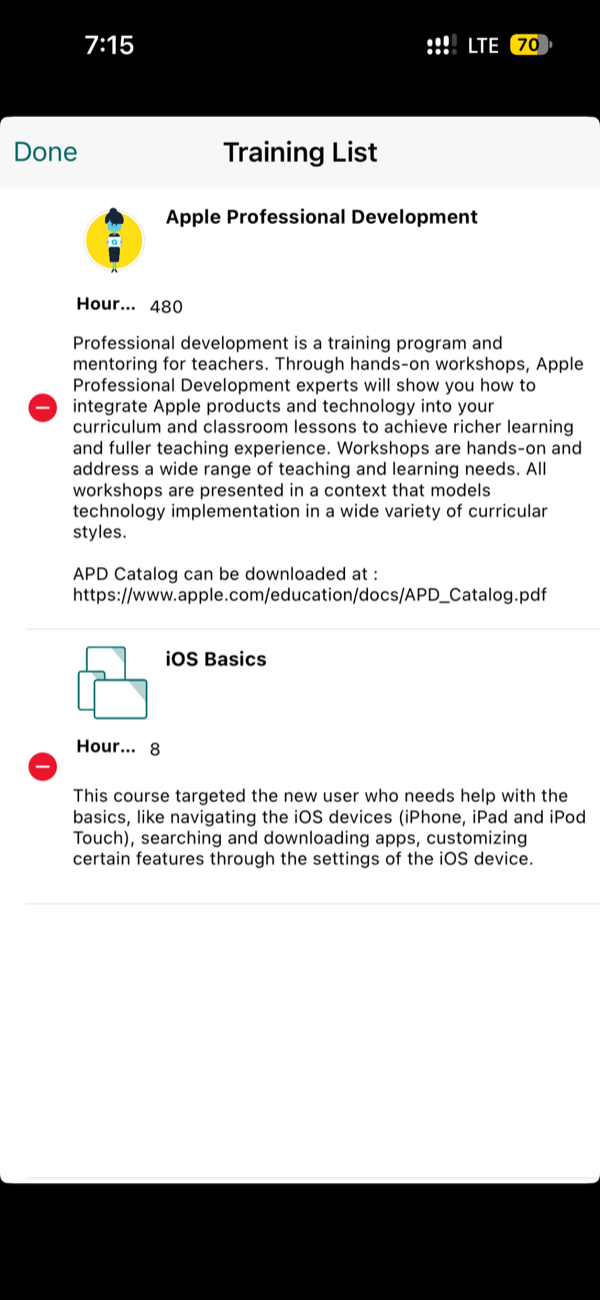 7:15
LTE
70
Done
Training List
Apple Professional Development
Hour...
480
Professional development is a training program and
mentoring for teachers. Through hands-on workshops, Apple
Professional Development experts will show you how to
integrate Apple products and technology into your
curriculum and classroom lessons to achieve richer learning
and fuller teaching experience. Workshops are hands-on and
address a wide range of teaching and learning needs. All
workshops are presented in a context that models
technology implementation in a wide variety of curricular
styles.
APD Catalog can be downloaded at :
https://www.apple.com/education/docs/APD_Catalog.pdf
iOS Basics
Hour...
8
This course targeted the new user who needs help with the
basics, like navigating the iOS devices (iPhone, iPad and iPod
Touch), searching and downloading apps, customizing
certain features through the settings of the iOS device.